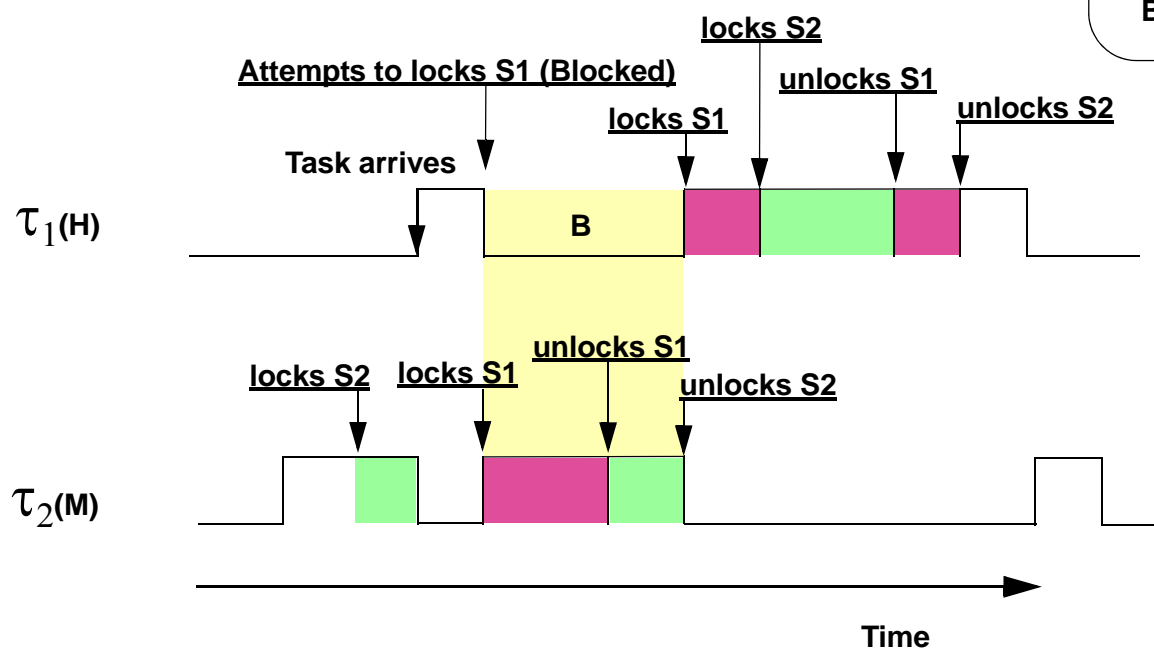 B
locks S2
Attempts to locks S1 (Blocked)
unlocks S1
locks S1
unlocks S2
Task arrives
τ1(H)
B
unlocks S1
locks S2
locks S1
unlocks S2
τ2(M)
Time